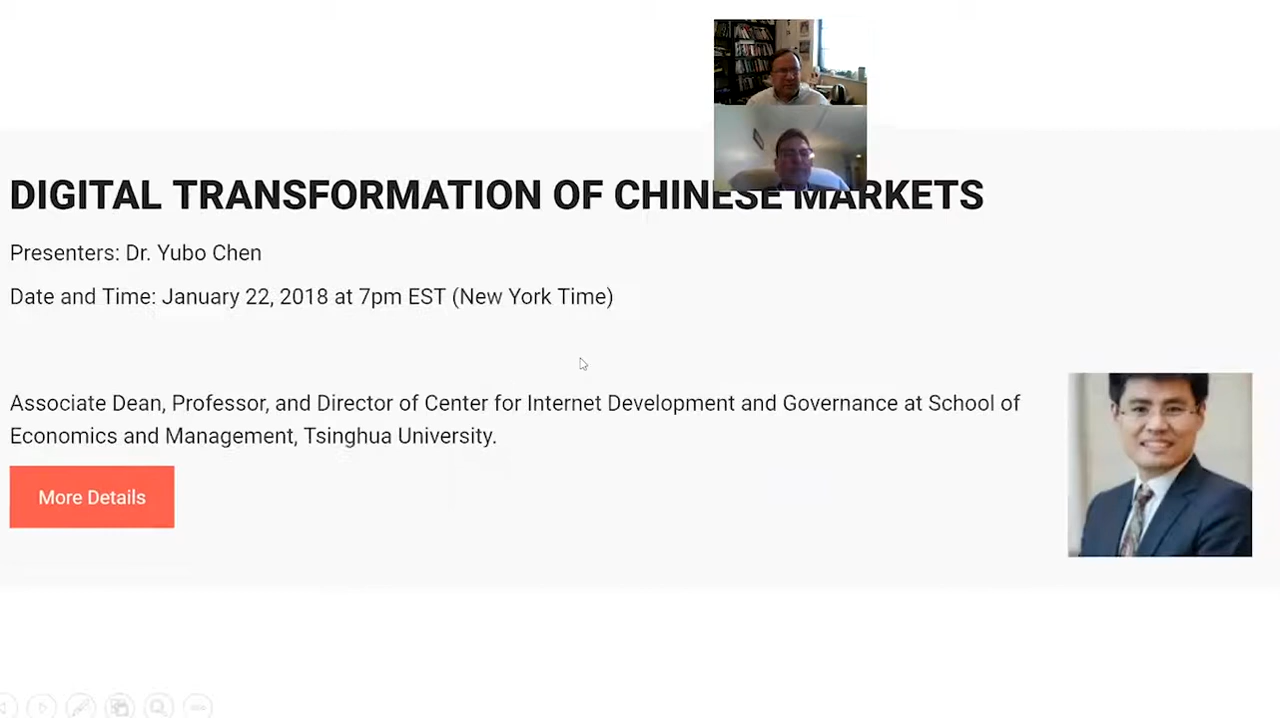 DIGITAL TRANSFORMATION OF CHINESE MARKETS
Presenters: Dr. Yubo Chen
Date and Time: January 22, 2018 at 7pm EST (New York Time)
Associate Dean, Professor, and Director of Center for Internet Development and Governance at School of
Economics and Management, Tsinghua University.
More Details